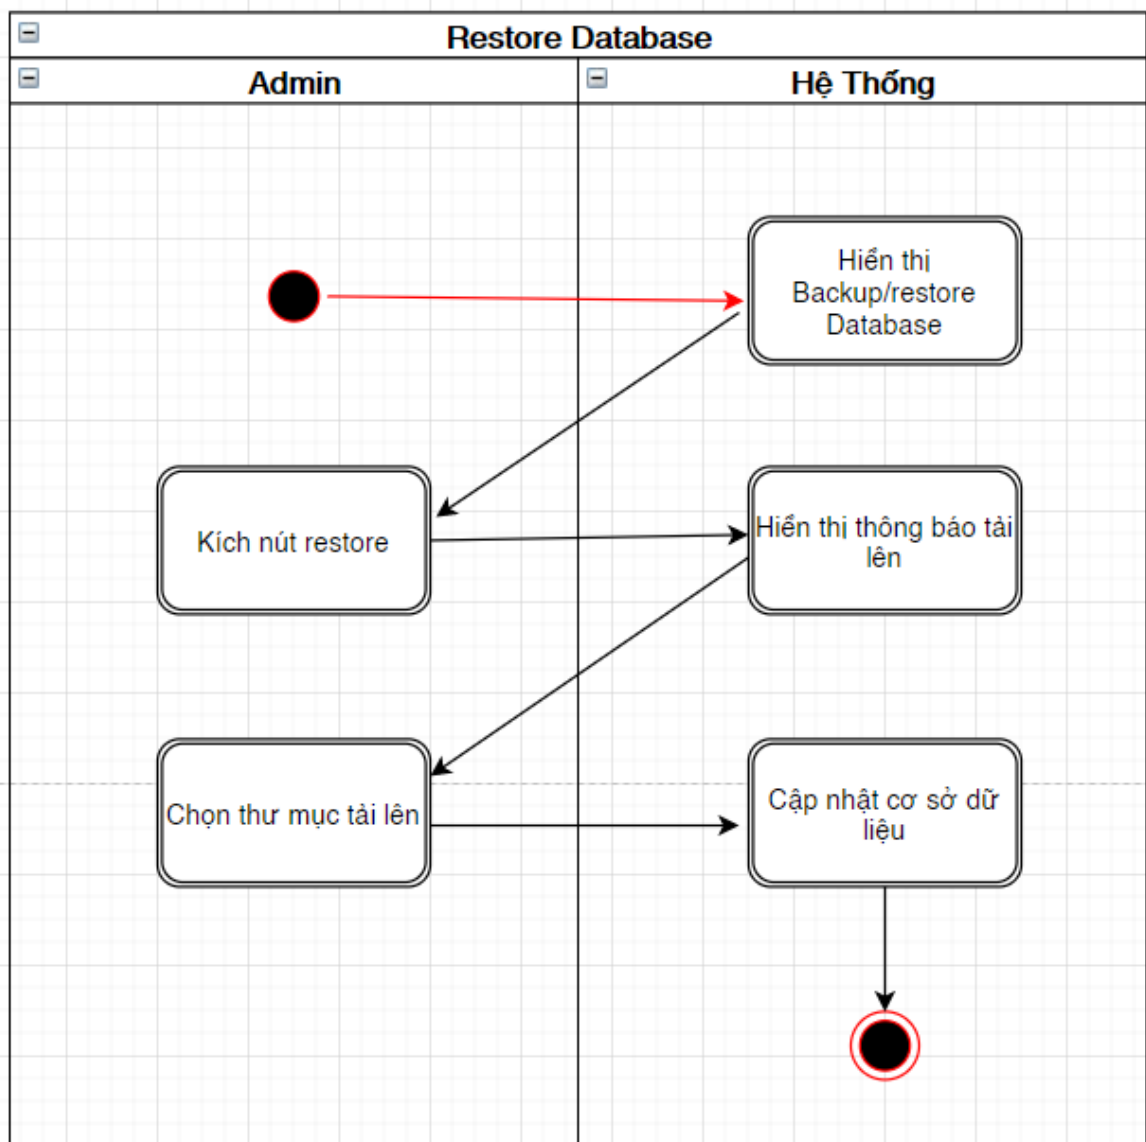 Restore Database
Admin
Hệ Thống
Hiển thị
Backup/restore
Database
Kích nút restore
Hiển thị thông báo tải
lên
Chọn thư mục tải lên
Cập nhật cơ sở dữ
liệu